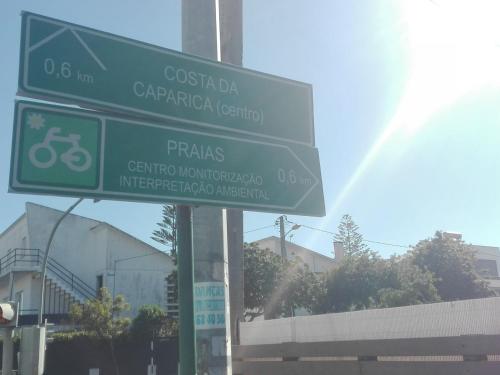 0,6 km
COSTA DA
CAPARICA (centro)
PRAIAS
CENTRO MONITORIZAÇÃO
INTERPRETAÇÃO AMBIENTAL
0,6 km